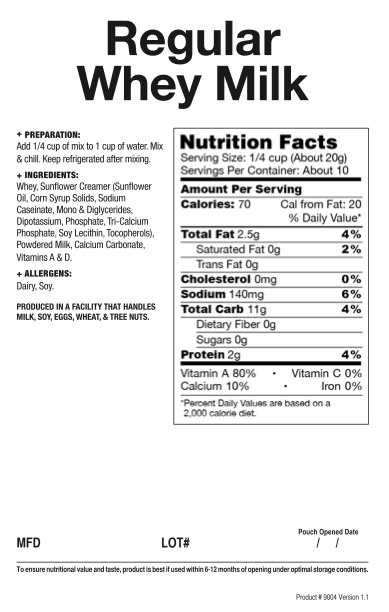 Regular
Whey Milk
+ PREPARATION:
Add 1/4 cup of mix to 1 cup of water. Mix
& chill. Keep refrigerated after mixing.
+ INGREDIENTS:
Whey, Sunflower Creamer (Sunflower
Oil, Corn Syrup Solids, Sodium
Caseinate, Mono & Diglycerides,
Dipotassium, Phosphate, Tri-Calcium
Phosphate, Soy Lecithin, Tocopherols),
Powdered Milk, Calcium Carbonate,
Vitamins A & D.
+ ALLERGENS:
Dairy, Soy.
PRODUCED IN A FACILITY THAT HANDLES
MILK, SOY, EGGS, WHEAT, & TREE NUTS.
Nutrition Facts
Serving Size: 1/4 cup (About 20g)
Servings Per Container: About 10
Amount Per Serving
Calories: 70 Cal from Fat: 20
% Daily Value*
Total Fat 2.5g 4%
Saturated Fat 0g 2%
Trans Fat 0g
Cholesterol 0mg 0%
Sodium 140mg 6%
Total Carb 11g 4%
Dietary Fiber 0g
Sugars 0g
Protein 2g 4%
Vitamin A 80% • Vitamin C 0%
Calcium 10% • Iron 0%
*Percent Daily Values are based on a
2,000 calorie diet.
Pouch Opened Date
MFD LOT# / /
To ensure nutritional value and taste, product is best if used within 6-12 months of opening under optimal storage conditions.
Product # 9004 Version 1.1